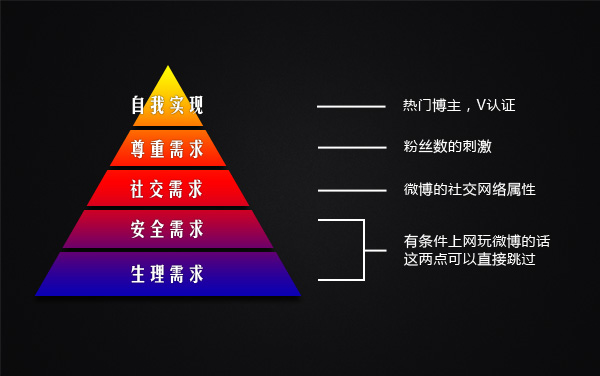 自我实现
热门博主，V认证
尊重需求
粉丝数的刺激
社交需求
微博的社交网络属性
安全需求
有条件上网玩微博的话
这两点可以直接跳过
生理需求